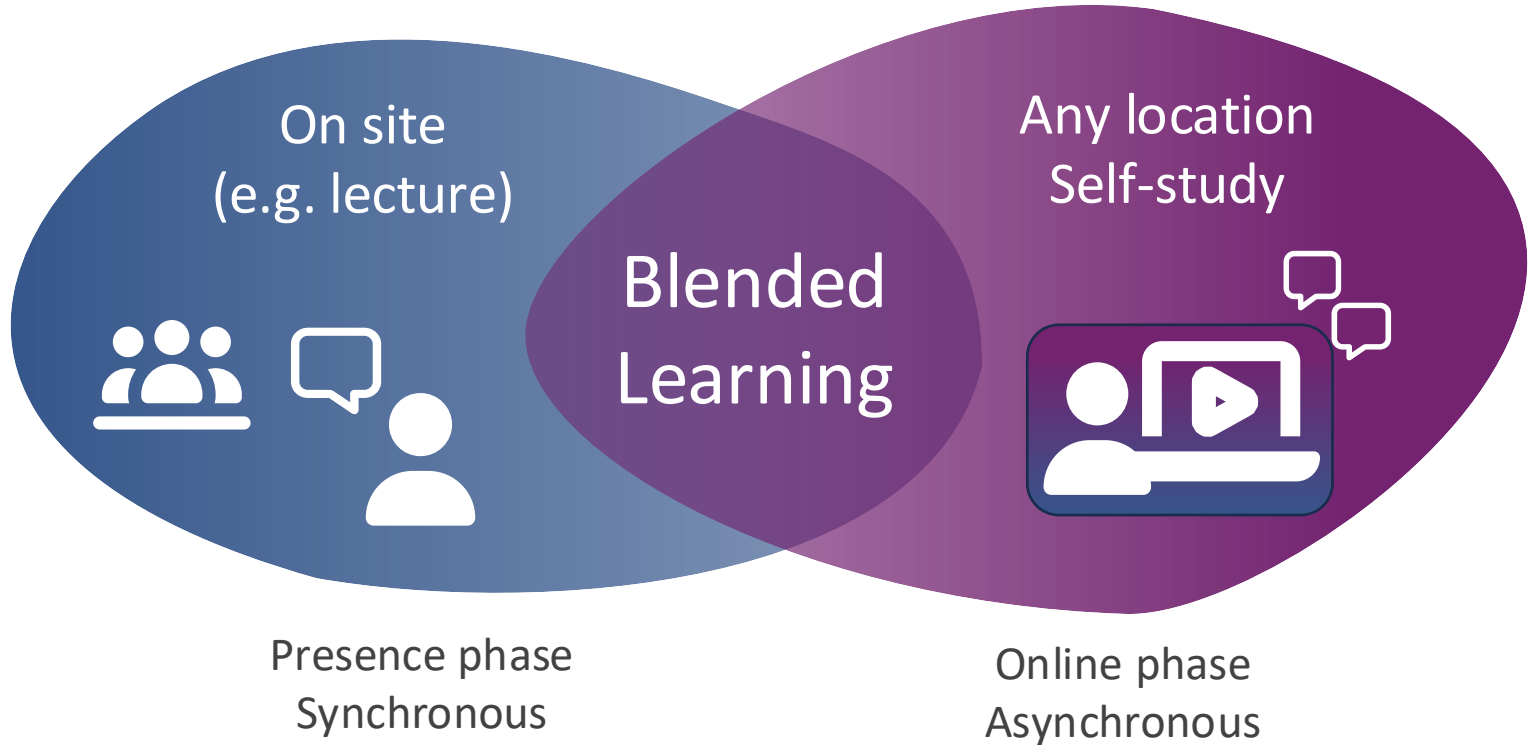 On site
(e.g. lecture)
Any location
Self-study
Blended
Learning
Presence phase
Synchronous
Online phase
Asynchronous